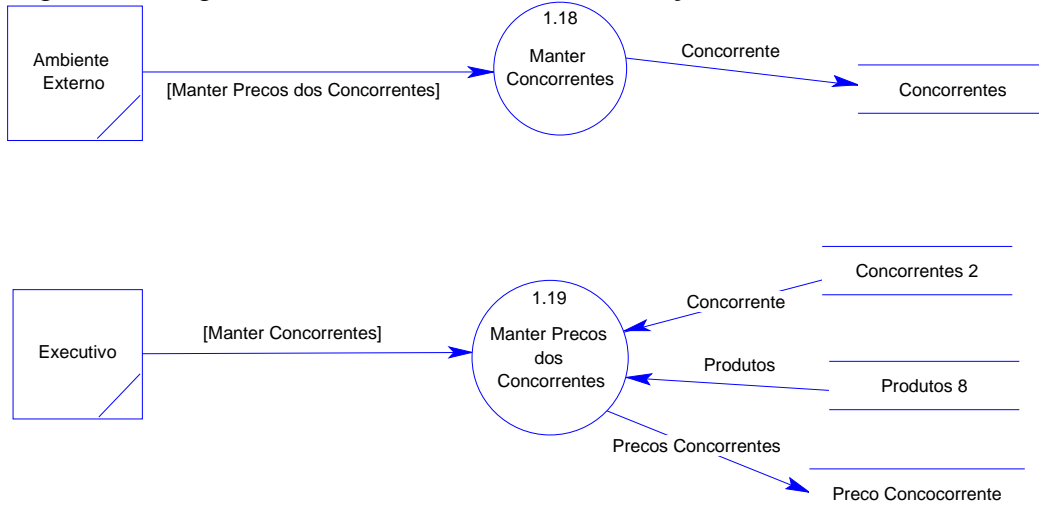 1.18
Ambiente
Externo
Manter
Concorrentes
Concorrente
[Manter Precos dos Concorrentes]
Concorrentes
Concorrentes 2
1.19
Concorrente
Executivo
[Manter Concorrentes]
Manter Precos
dos
Concorrentes
Produtos
Produtos 8
Precos Concorrentes
Preco Concocorrente